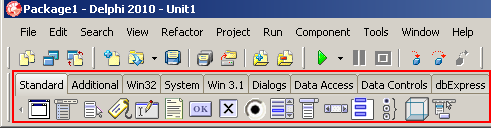 Package1 - Delphi 2010 - Unit1
File Edit Search View Refactor Project Run Component Tools Window Help
Standard Additional Win32 System Win 3.1 Dialogs Data Access Data Controls dbExpress
OK